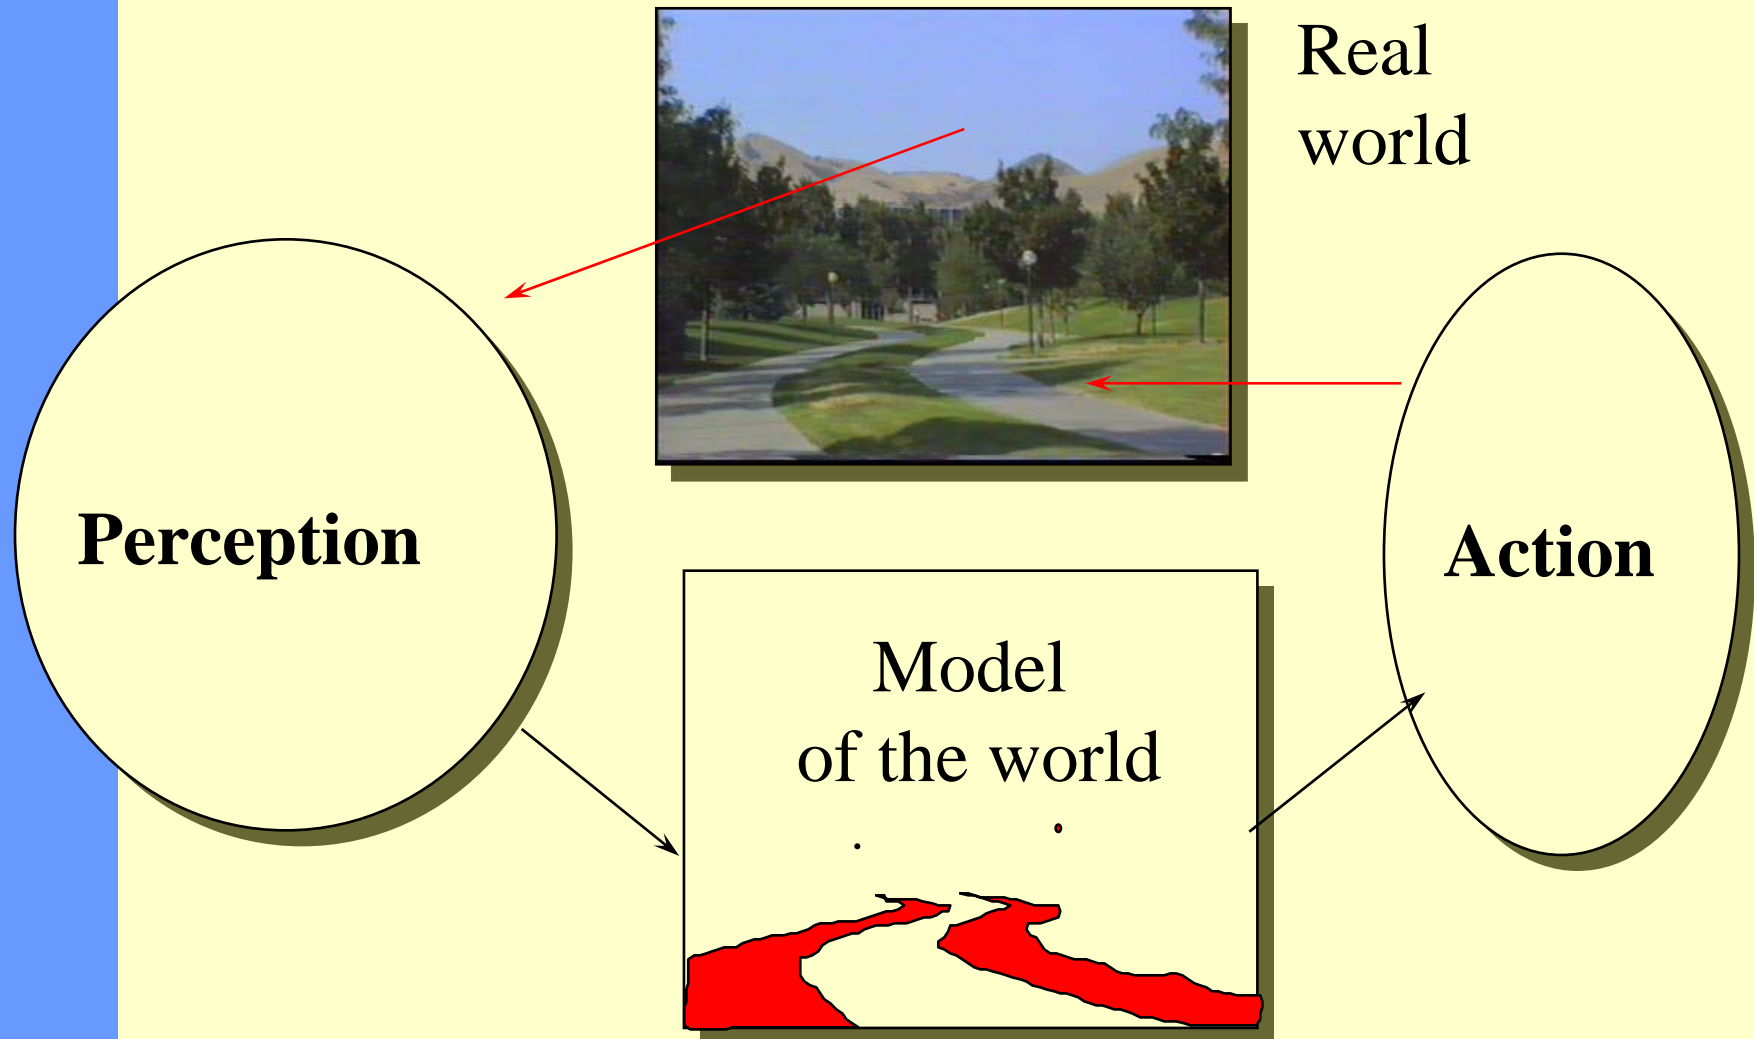 Real
world
Perception
Action
Model
of the world